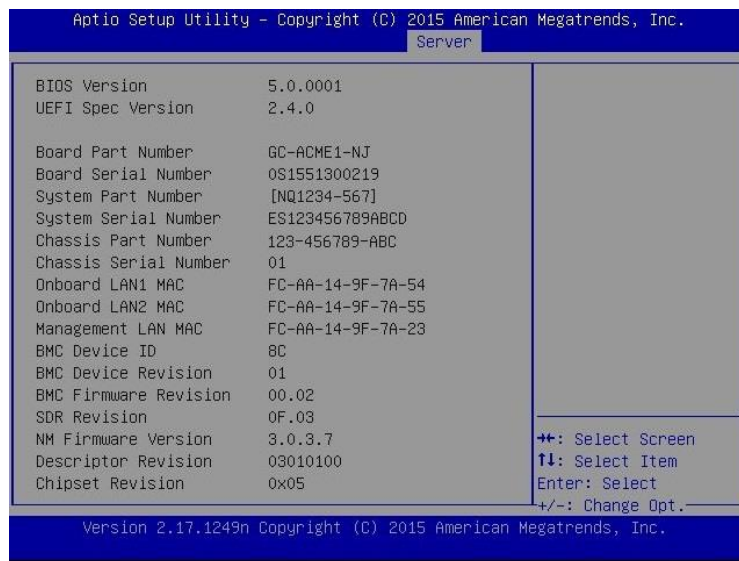 Aptio Setup Utility – Copyright (C) 2015 American Megatrends, Inc.
Server
BIOS Version 5.0.0001
UEFI Spec Version 2.4.0
Board Part Number GC-ACME1-NJ
Board Serial Number OS1551300219
System Part Number [NQ1234-567]
System Serial Number ES123456789ABCD
Chassis Part Number 123-456789-ABC
Chassis Serial Number 01
Onboard LAN1 MAC FC-AA-14-9F-7A-54
Onboard LAN2 MAC FC-AA-14-9F-7A-55
Management LAN MAC FC-AA-14-9F-7A-23
BMC Device ID 8C
BMC Device Revision 01
BMC Firmware Revision 00.02
SDR Revision 0F.03
NM Firmware Version 3.0.3.7
Descriptor Revision 03010100
Chipset Revision 0x05
→←: Select Screen
↑↓: Select Item
Enter: Select
+/-: Change Opt.
Version 2.17.1249n Copyright (C) 2015 American Megatrends, Inc.